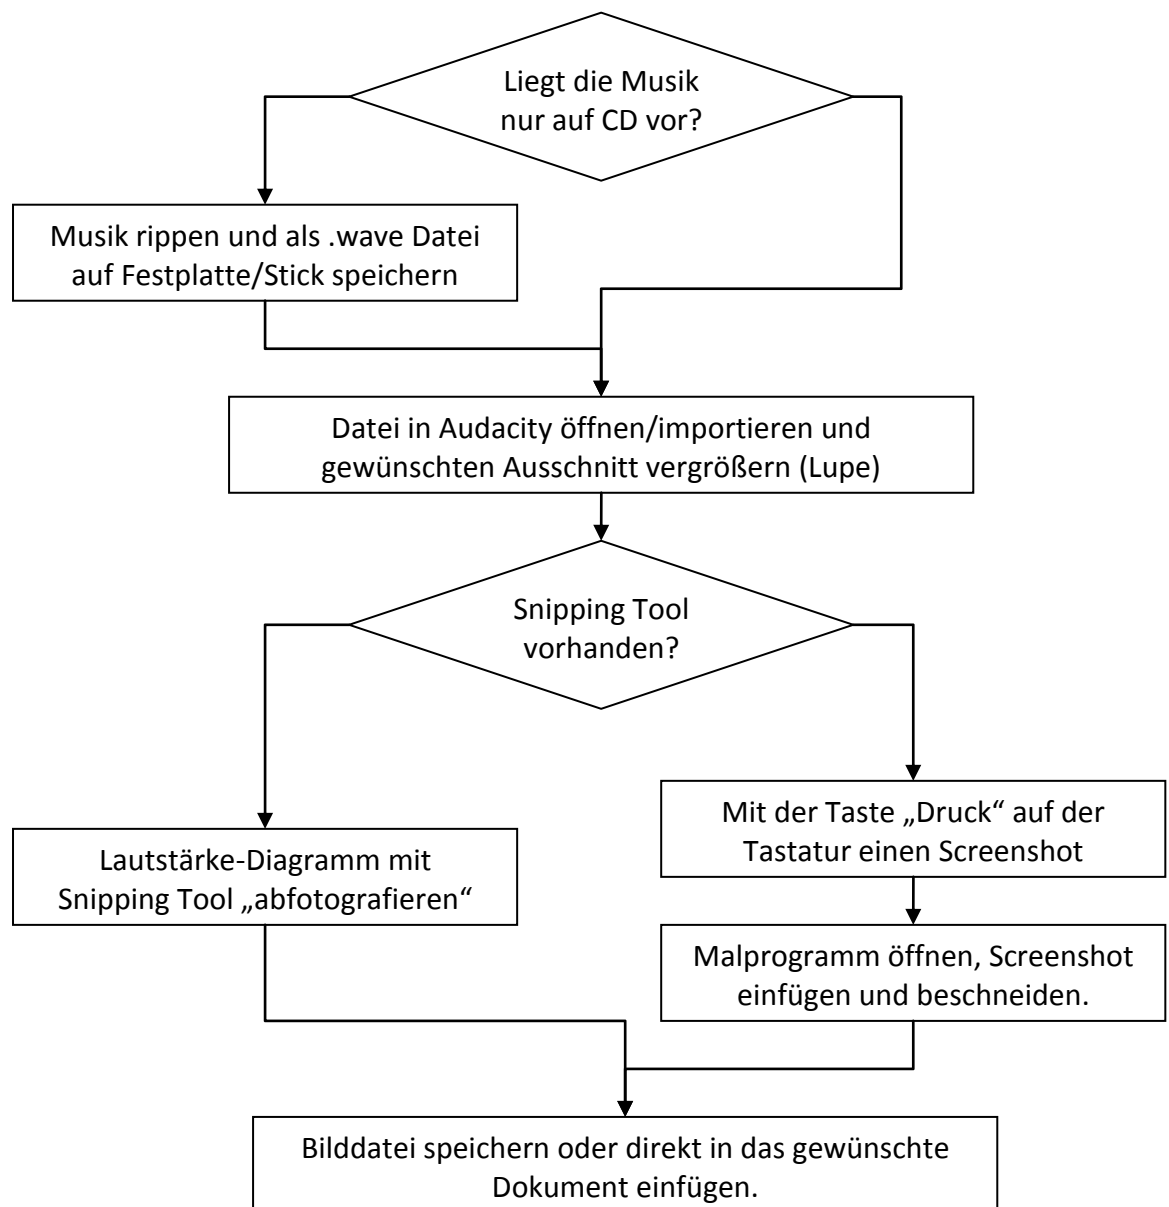 Liegt die Musik
nur auf CD vor?
Musik rippen und als .wave Datei
auf Festplatte/Stick speichern
Datei in Audacity öffnen/importieren und
gewünschten Ausschnitt vergrößern (Lupe)
Snipping Tool
vorhanden?
Mit der Taste „Druck“ auf der
Tastatur einen Screenshot
Lautstärke-Diagramm mit
Snipping Tool „abfotografieren“
Malprogramm öffnen, Screenshot
einfügen und beschneiden.
Bilddatei speichern oder direkt in das gewünschte
Dokument einfügen.